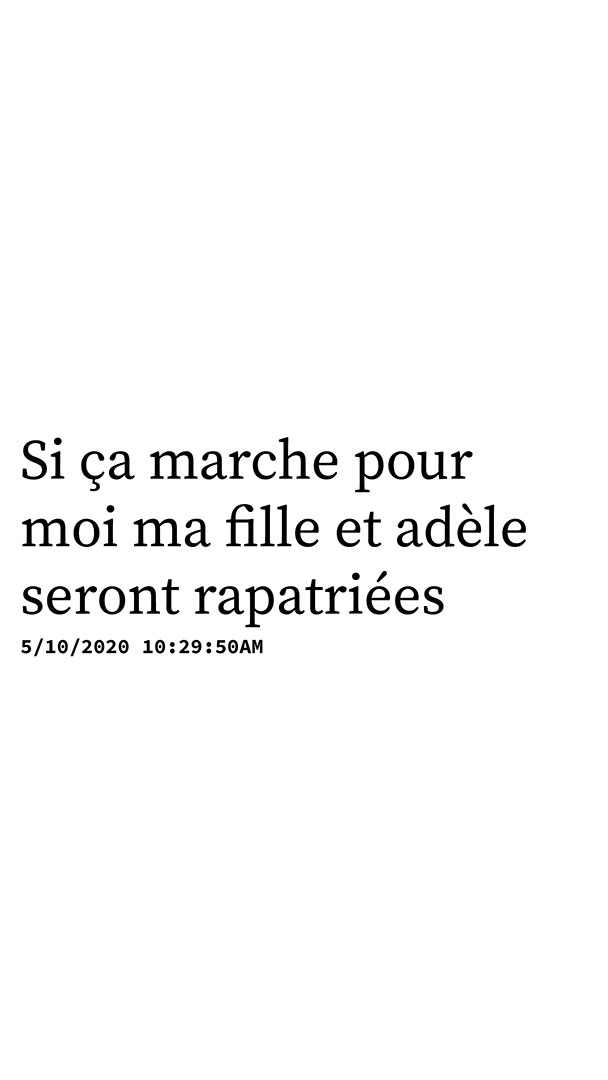 Si ça marche pour
moi ma fille et adèle
seront rapatriées
5/10/2020 10:29:50AM